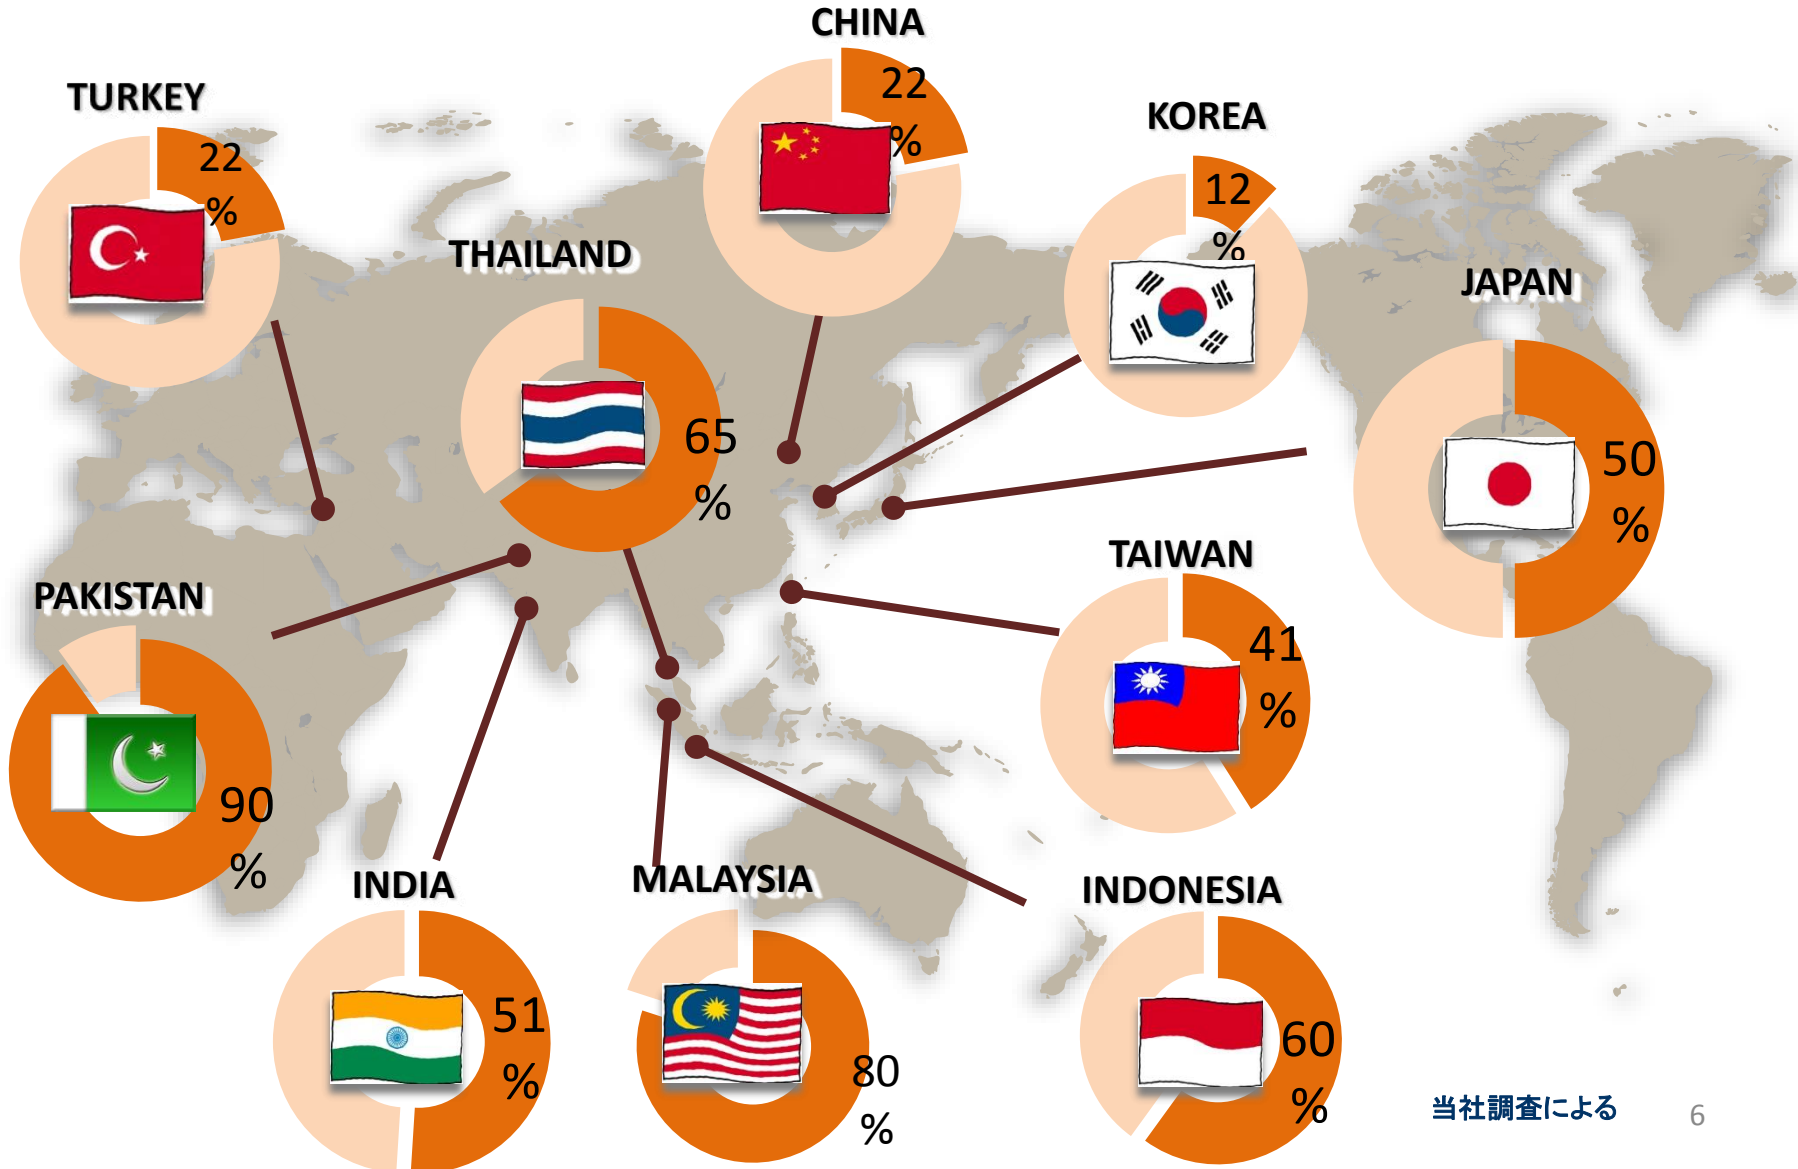 CHINA
22
%
TURKEY
22
%
KOREA
12
%
THAILAND
65
%
JAPAN
50
%
TAIWAN
41
%
PAKISTAN
90
%
INDIA
51
%
MALAYSIA
80
%
INDONESIA
60
%
当社調査による
6